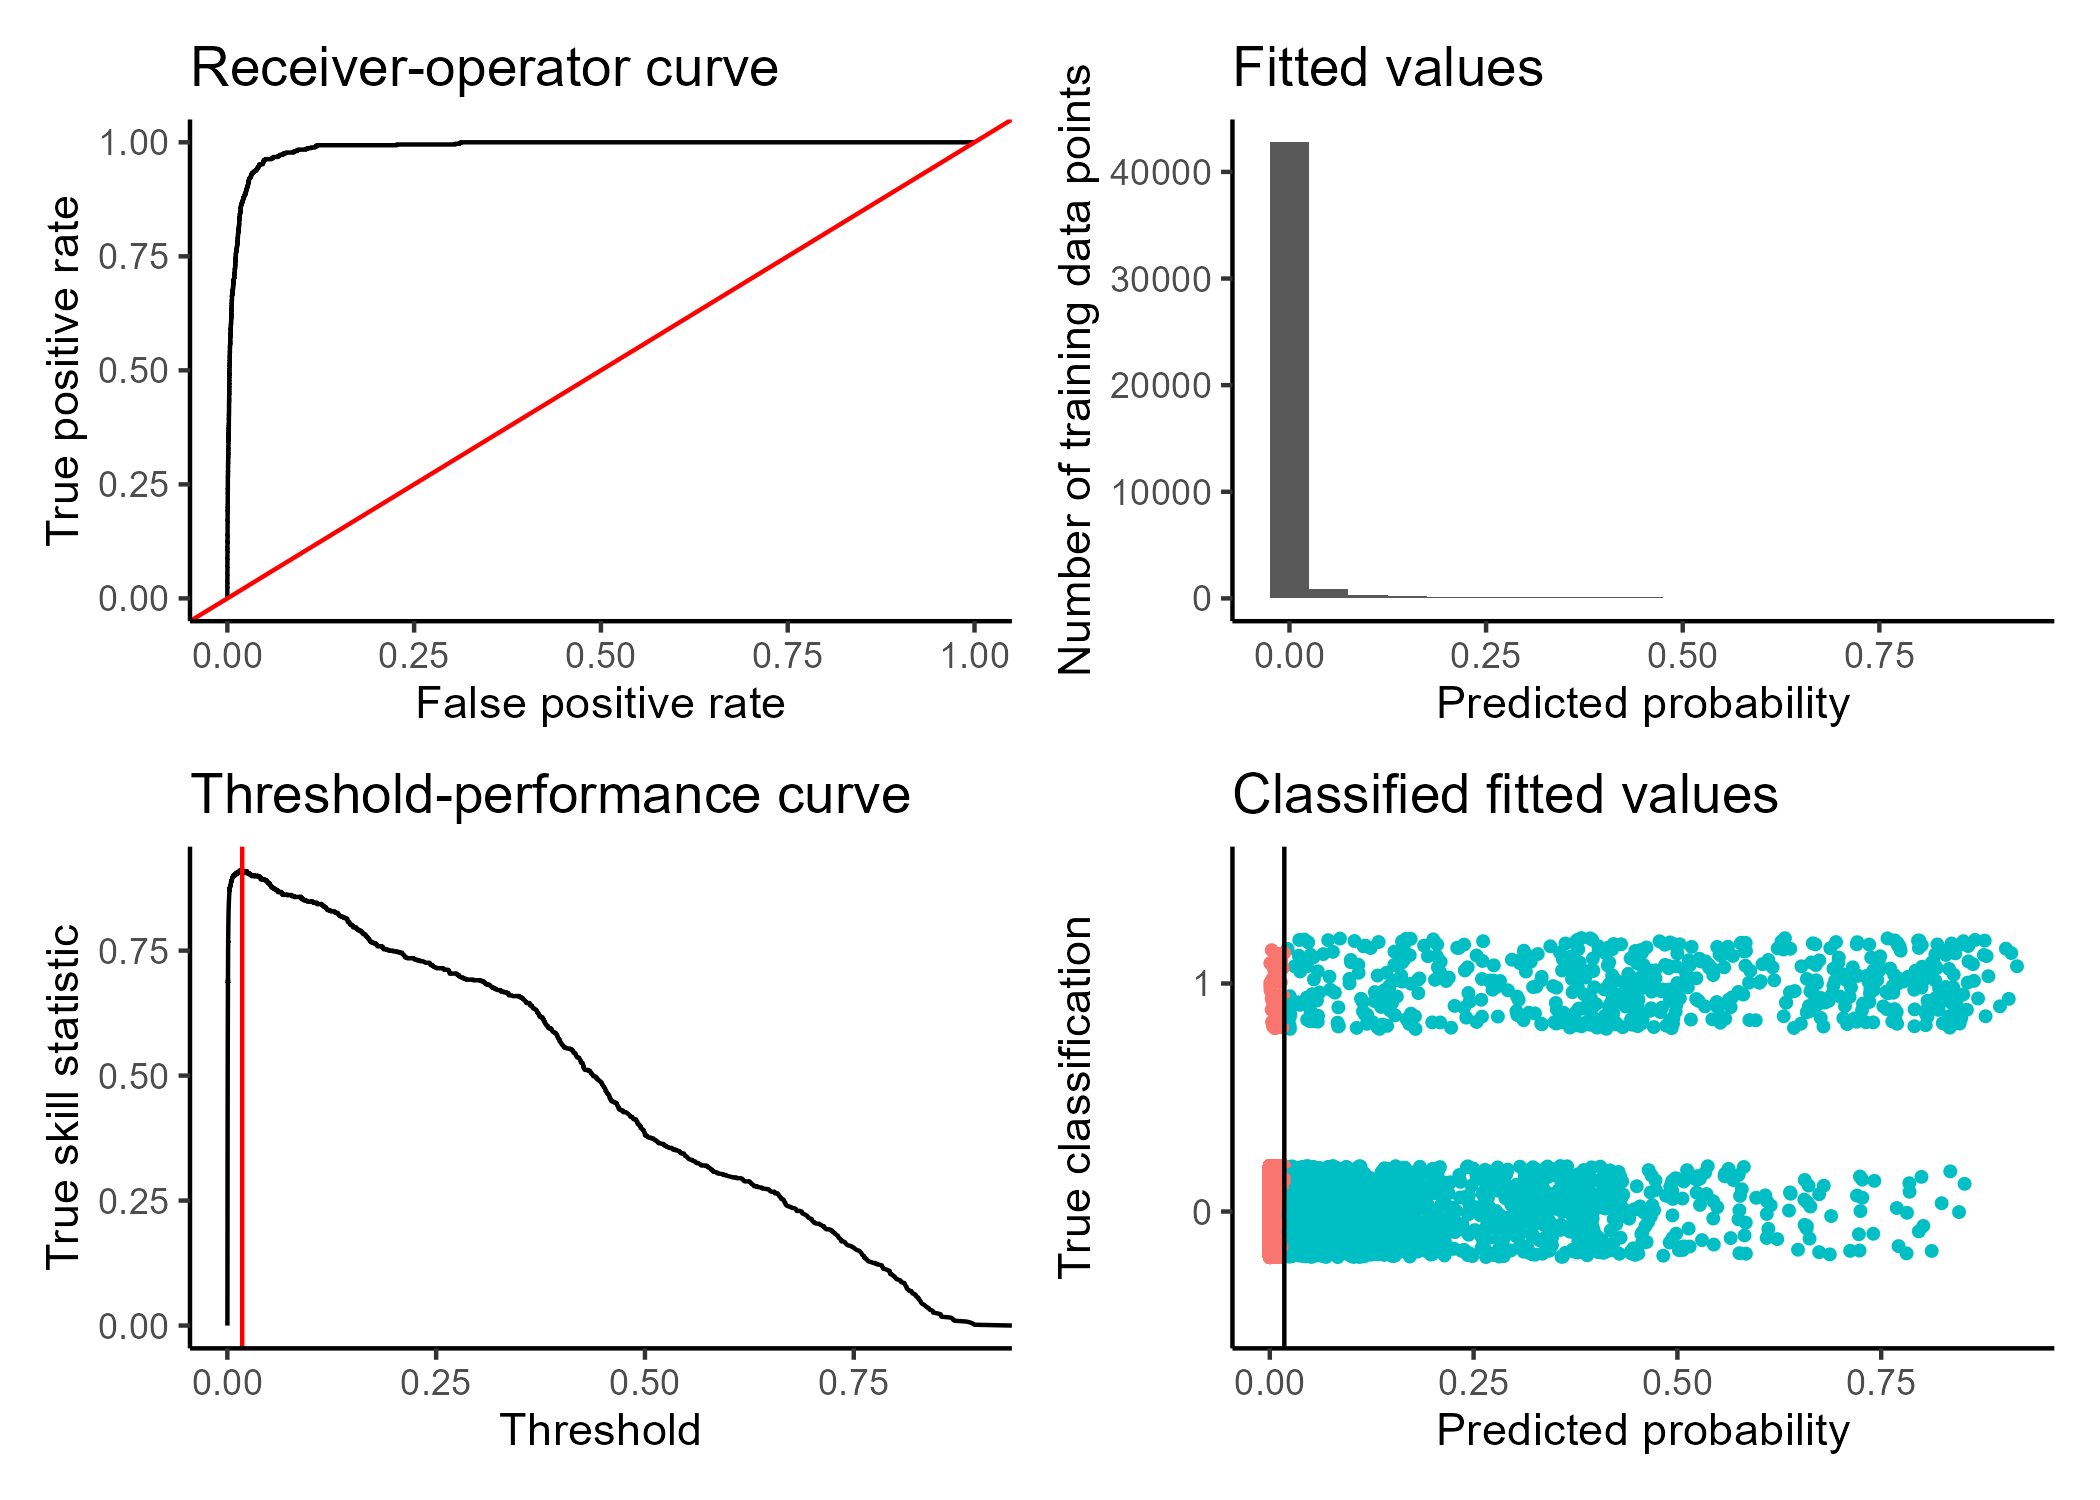 Receiver-operator curve
True positive rate
1.00
0.75
0.50
0.25
0.00
0.00 0.25 0.50 0.75 1.00
False positive rate
Fitted values
Number of training data points
40000
30000
20000
10000
0
0.00 0.25 0.50 0.75
Predicted probability
Threshold-performance curve
True skill statistic
0.75
0.50
0.25
0.00
0.00 0.25 0.50 0.75
Threshold
Classified fitted values
True classification
1
0
0.00 0.25 0.50 0.75
Predicted probability